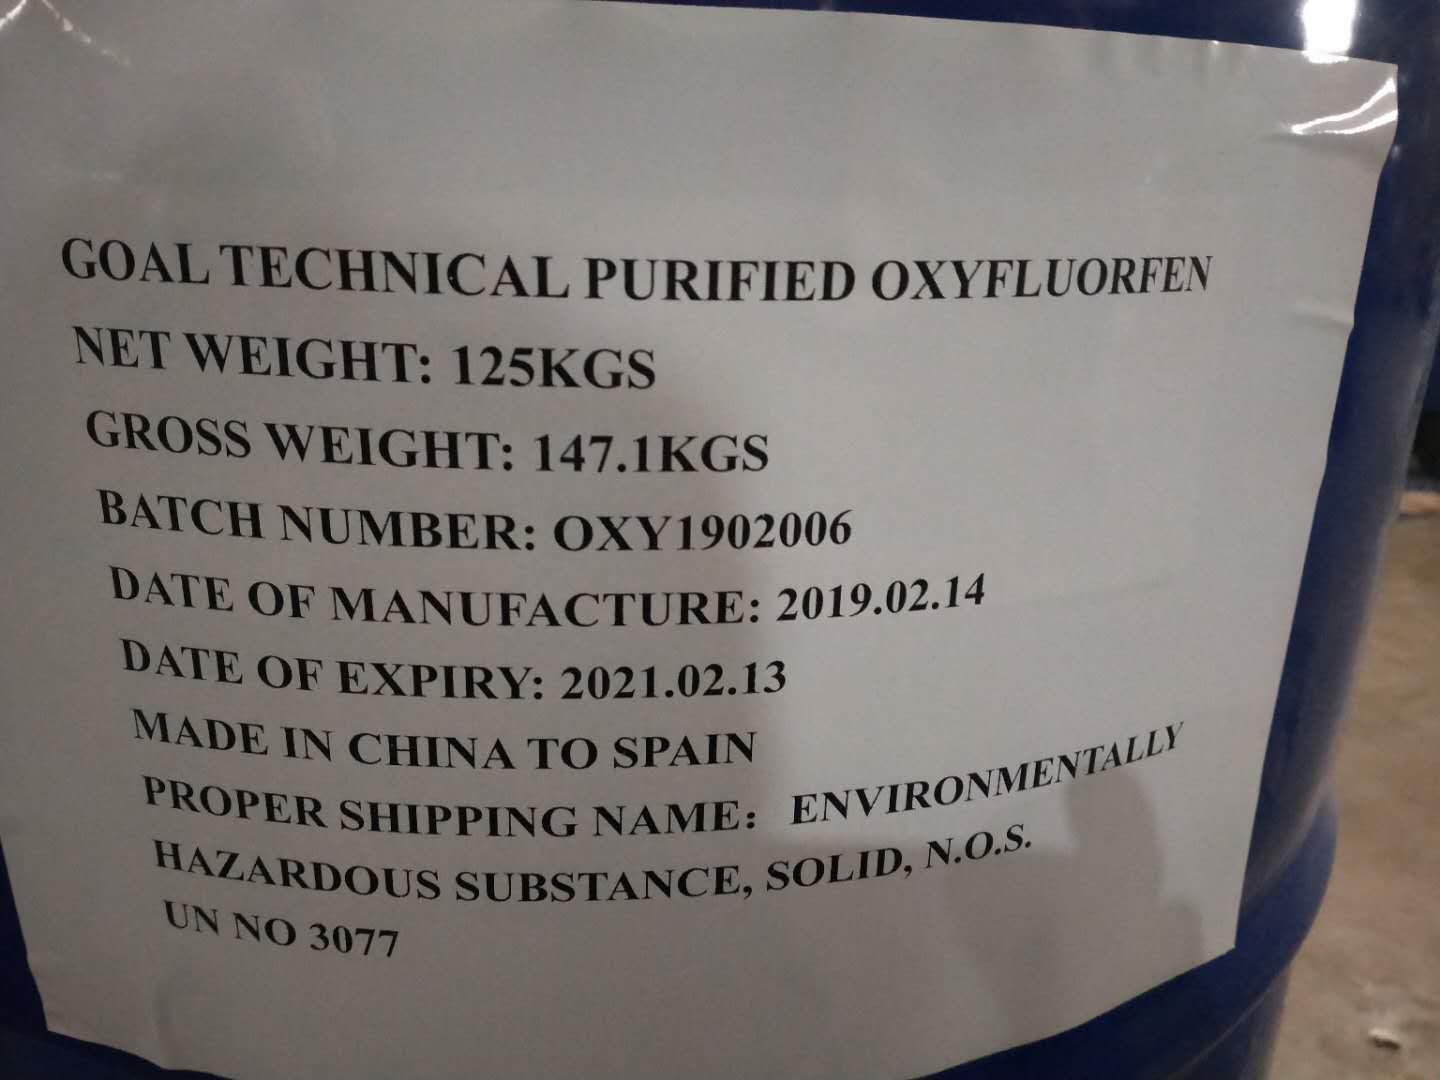 GOAL TECHNICAL PURIFIED OXYFLUORFEN
NET WEIGHT: 125KGS
GROSS WEIGHT: 147.1KGS
BATCH NUMBER: OXY1902006
DATE OF MANUFACTURE: 2019.02.14
DATE OF EXPIRY: 2021.02.13
MADE IN CHINA TO SPAIN
PROPER SHIPPING NAME: ENVIRONMENTALLY
HAZARDOUS SUBSTANCE, SOLID, N.O.S.
UN NO 3077